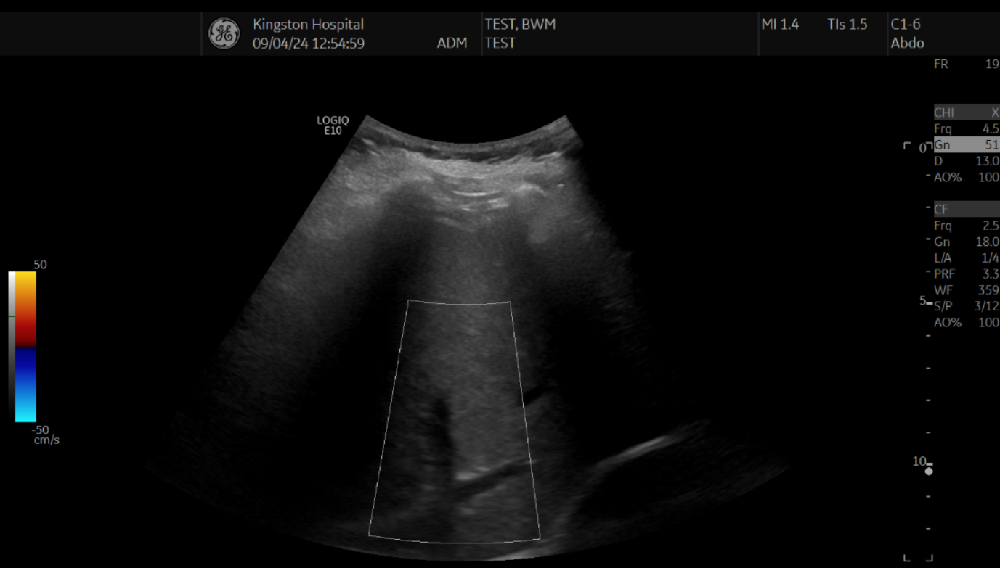 Kingston Hospital
09/04/24 12:54:59
ADM
TEST, BWM
TEST
MI 1.4
TIs 1.5
C1-6
Abdo
FR 19
CHI X
Frq 4.5
Gn 51
D 13.0
AO% 100
CF
Frq 2.5
Gn 18.0
L/A 1/4
PRF 3.3
WF 359
S/P 3/12
AO% 100
LOGIQ
E10
0
5
10
50
-50
cm/s